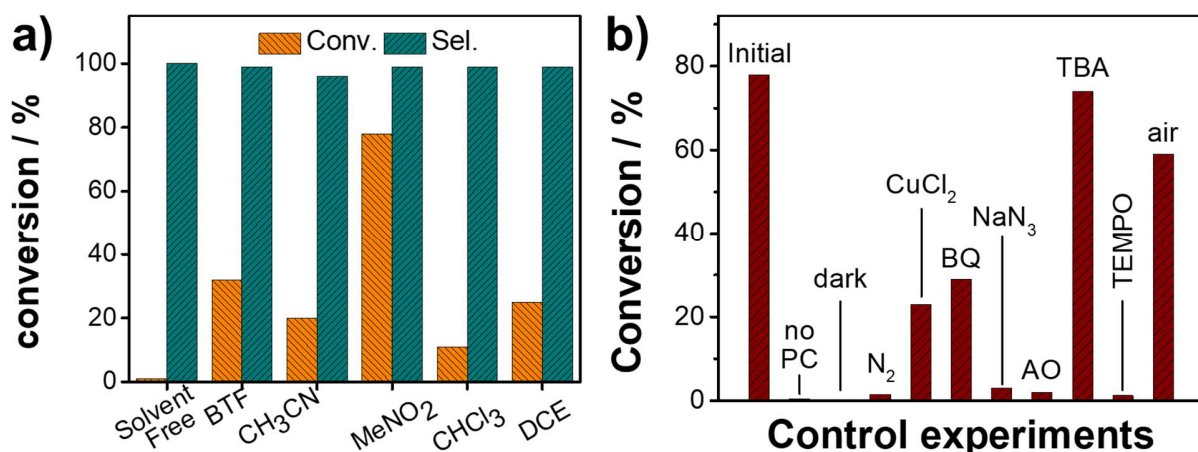 a)
conversion / %
100
80
60
40
20
0
Conv.
Sel.
Solvent
Free
BTF
CH₃CN
MeNO₂
CHCl₃
DCE
b)
Conversion / %
80
60
40
20
0
Initial
no
PC
dark
N₂
CuCl₂
BQ
NaN₃
AO
TBA
TEMPO
air
Control experiments